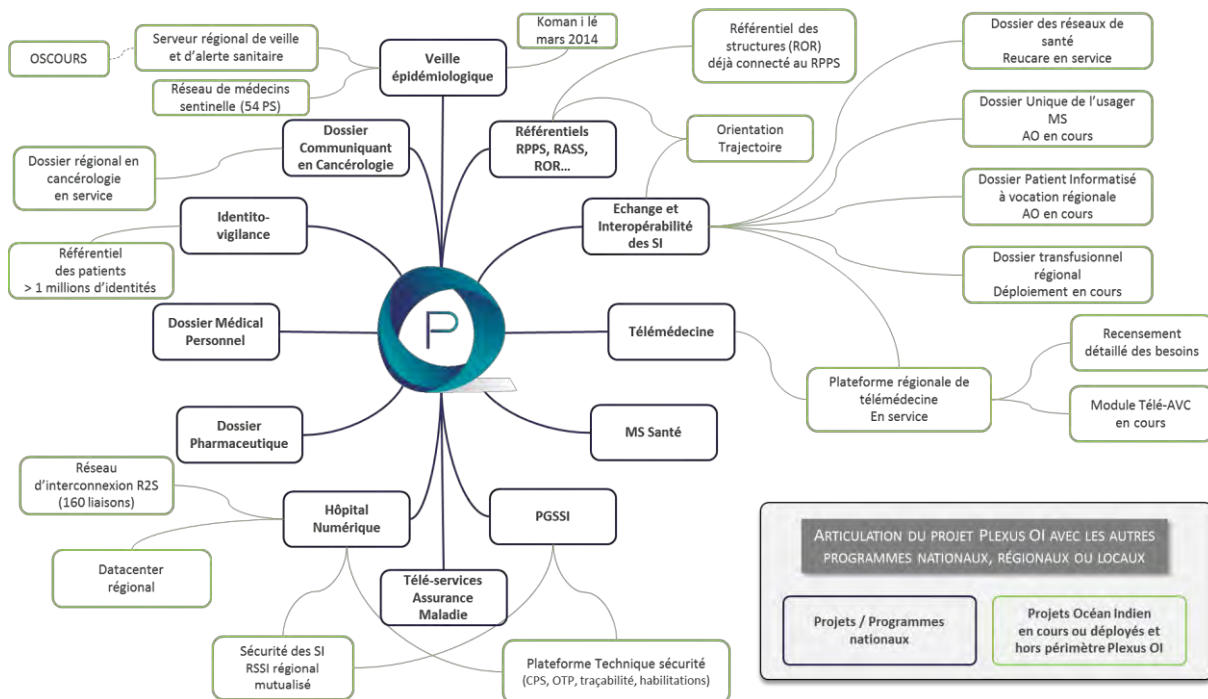 Koman i lé
mars 2014
Serveur régional de veille
et d'alerte sanitaire
OSCOURS
Veille
épidémiologique
Réseau de médecins
sentinelle (54 PS)
Référentiel des
structures (ROR)
déjà connecté au RPPS
Dossier des réseaux de
santé
Reucare en service
Dossier
Communiquant
en Cancérologie
Référentiels
RPPS, RASS,
ROR...
Orientation
Trajectoire
Dossier Unique de l'usager
MS
AO en cours
Dossier régional en
cancérologie
en service
Identito-
vigilance
Echange et
Interopérabilité
des SI
Dossier Patient Informatisé
à vocation régionale
AO en cours
Référentiel
des patients
> 1 millions d'identités
Dossier transfusionnel
régional
Déploiement en cours
P
Dossier Médical
Personnel
Télémédecine
Recensement
détaillé des besoins
Plateforme régionale de
télémédecine
En service
Module Télé-AVC
en cours
Dossier
Pharmaceutique
MS Santé
Réseau
d'interconnexion R2S
(160 liaisons)
Hôpital
Numérique
PGSSI
Datacenter
régional
Télé-services
Assurance
Maladie
Sécurité des SI
RSSI régional
mutualisé
Plateforme Technique sécurité
(CPS, OTP, traçabilité, habilitations)
ARTICULATION DU PROJET PLEXUS OI AVEC LES AUTRES
PROGRAMMES NATIONAUX, RÉGIONAUX OU LOCAUX
Projets / Programmes
nationaux
Projets Océan Indien
en cours ou déployés et
hors périmètre Plexus OI